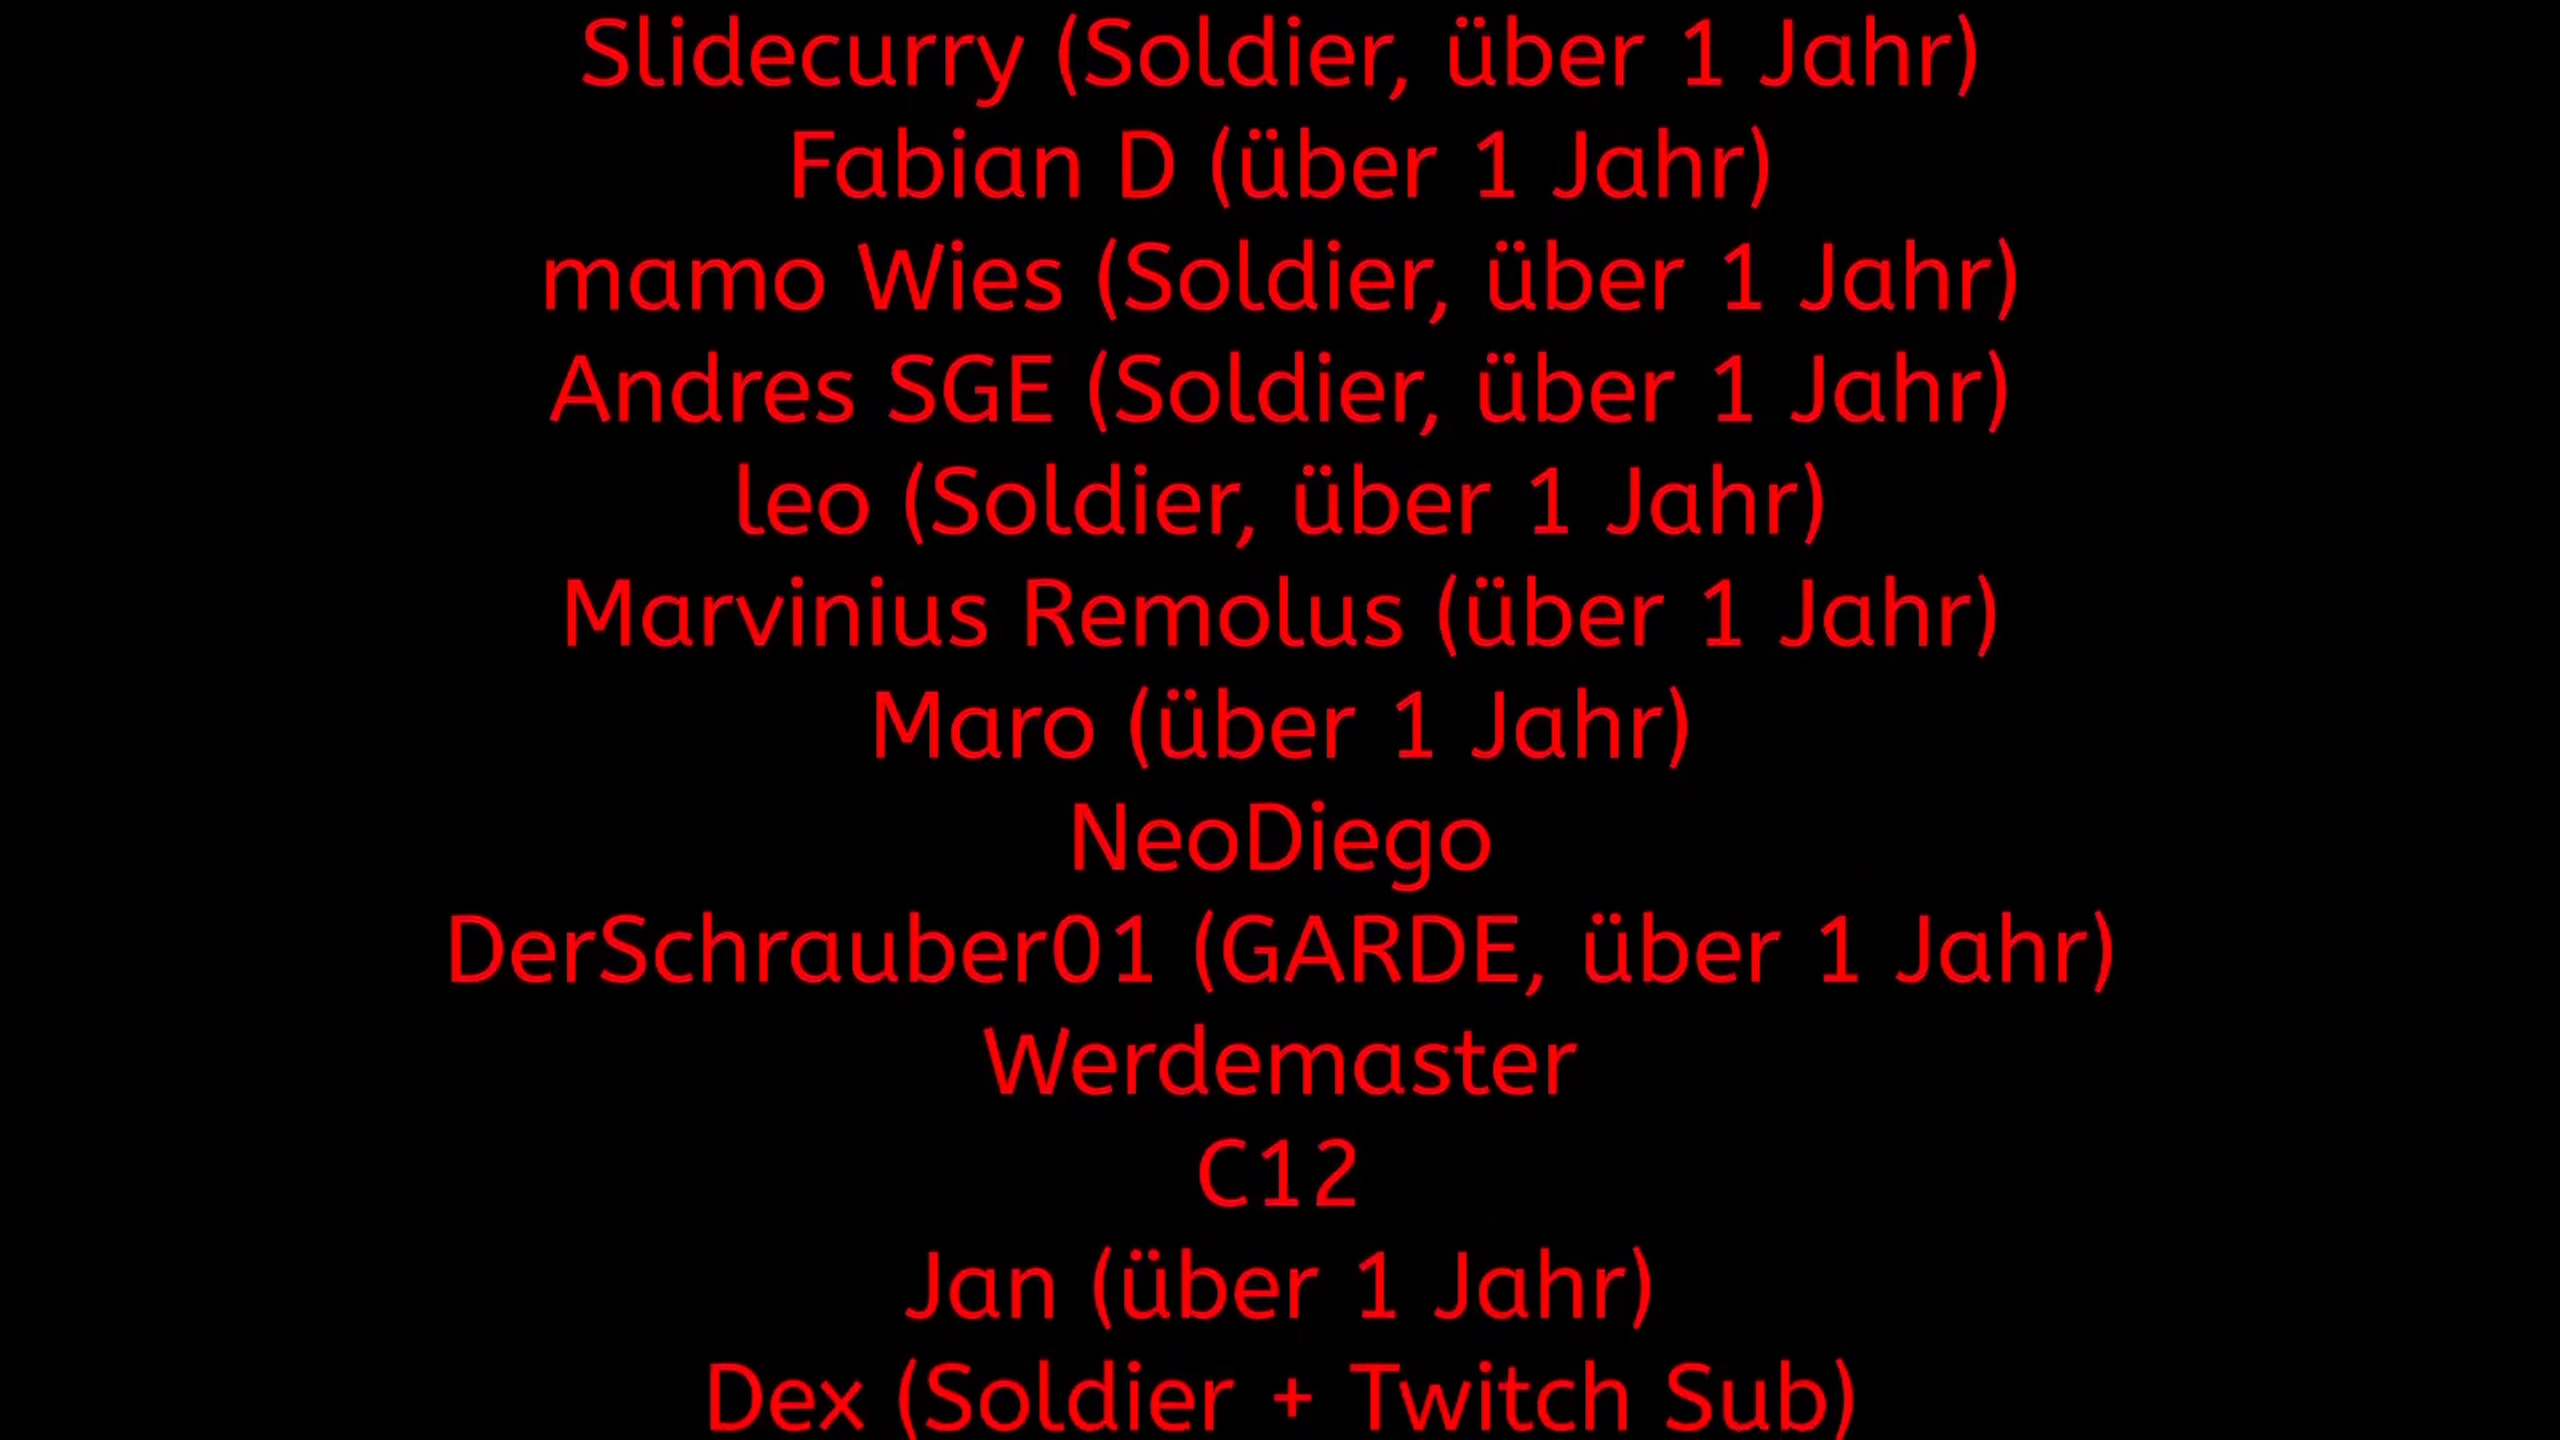 Slidecurry (Soldier, über 1 Jahr)
Fabian D (über 1 Jahr)
mamo Wies (Soldier, über 1 Jahr)
Andres SGE (Soldier, über 1 Jahr)
leo (Soldier, über 1 Jahr)
Marvinius Remolus (über 1 Jahr)
Maro (über 1 Jahr)
NeoDiego
DerSchrauber01 (GARDE, über 1 Jahr)
Werdemaster
C12
Jan (über 1 Jahr)
Dex (Soldier + Twitch Sub)